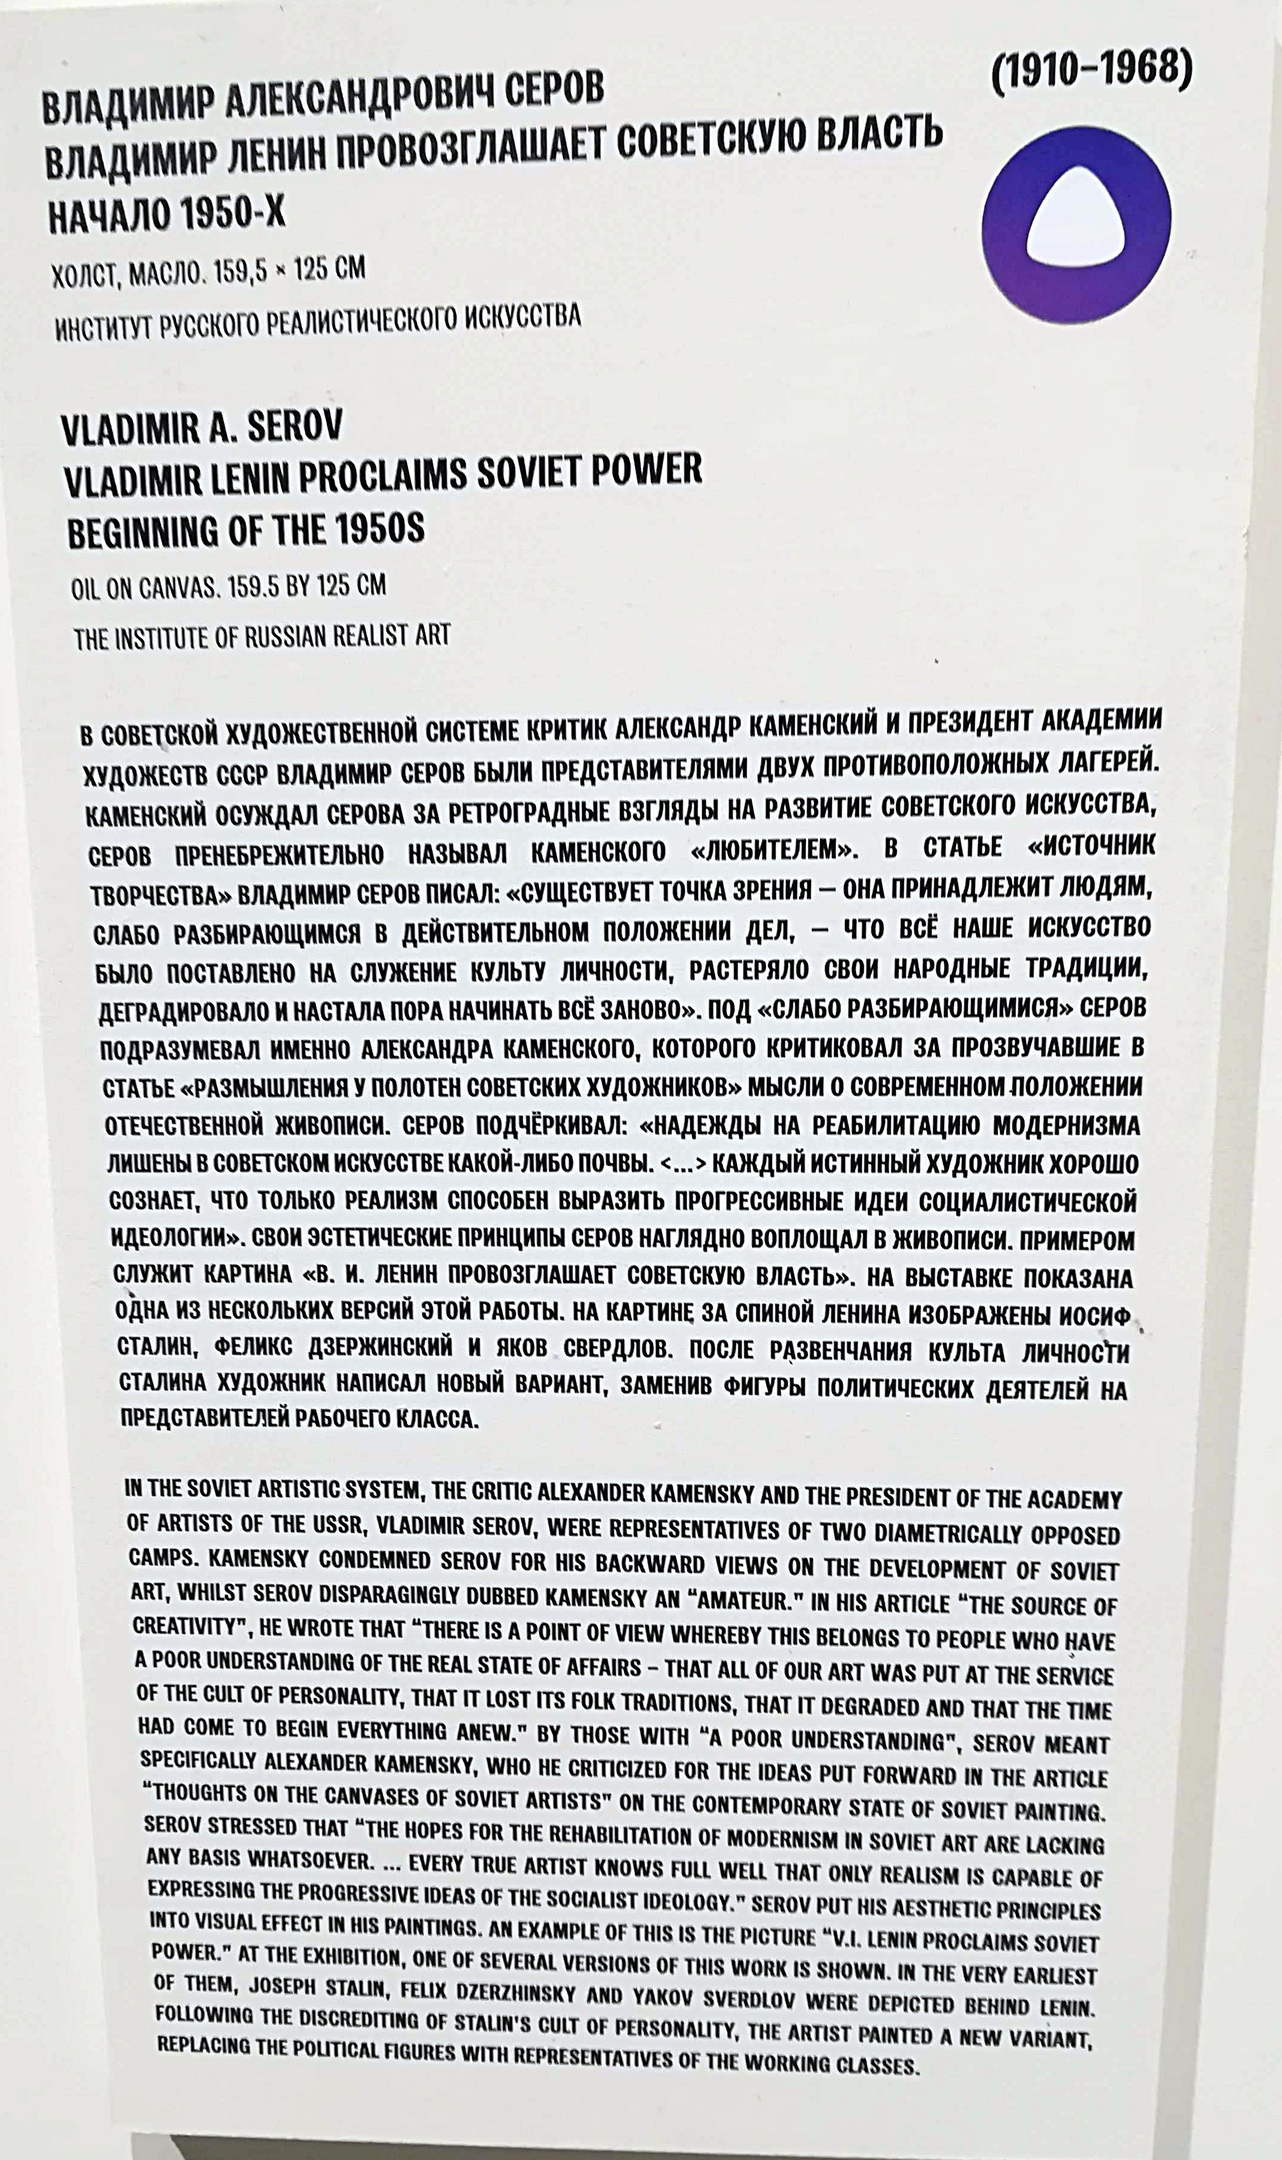 ВЛАДИМИР АЛЕКСАНДРОВИЧ СЕРОВ (1910–1968)
ВЛАДИМИР ЛЕНИН ПРОВОЗГЛАШАЕТ СОВЕТСКУЮ ВЛАСТЬ
НАЧАЛО 1950-Х
ХОЛСТ, МАСЛО. 159,5 × 125 СМ
ИНСТИТУТ РУССКОГО РЕАЛИСТИЧЕСКОГО ИСКУССТВА
VLADIMIR A. SEROV
VLADIMIR LENIN PROCLAIMS SOVIET POWER
BEGINNING OF THE 1950S
OIL ON CANVAS. 159.5 BY 125 CM
THE INSTITUTE OF RUSSIAN REALIST ART
В СОВЕТСКОЙ ХУДОЖЕСТВЕННОЙ СИСТЕМЕ КРИТИК АЛЕКСАНДР КАМЕНСКИЙ И ПРЕЗИДЕНТ АКАДЕМИИ
ХУДОЖЕСТВ СССР ВЛАДИМИР СЕРОВ БЫЛИ ПРЕДСТАВИТЕЛЯМИ ДВУХ ПРОТИВОПОЛОЖНЫХ ЛАГЕРЕЙ.
КАМЕНСКИЙ ОСУЖДАЛ СЕРОВА ЗА РЕТРОГРАДНЫЕ ВЗГЛЯДЫ НА РАЗВИТИЕ СОВЕТСКОГО ИСКУССТВА,
СЕРОВ ПРЕНЕБРЕЖИТЕЛЬНО НАЗЫВАЛ КАМЕНСКОГО «ЛЮБИТЕЛЕМ». В СТАТЬЕ «ИСТОЧНИК
ТВОРЧЕСТВА» ВЛАДИМИР СЕРОВ ПИСАЛ: «СУЩЕСТВУЕТ ТОЧКА ЗРЕНИЯ – ОНА ПРИНАДЛЕЖИТ ЛЮДЯМ,
СЛАБО РАЗБИРАЮЩИМСЯ В ДЕЙСТВИТЕЛЬНОМ ПОЛОЖЕНИИ ДЕЛ, – ЧТО ВСЁ НАШЕ ИСКУССТВО
БЫЛО ПОСТАВЛЕНО НА СЛУЖЕНИЕ КУЛЬТУ ЛИЧНОСТИ, РАСТЕРЯЛО СВОИ НАРОДНЫЕ ТРАДИЦИИ,
ДЕГРАДИРОВАЛО И НАСТАЛА ПОРА НАЧИНАТЬ ВСЁ ЗАНОВО». ПОД «СЛАБО РАЗБИРАЮЩИМИСЯ» СЕРОВ
ПОДРАЗУМЕВАЛ ИМЕННО АЛЕКСАНДРА КАМЕНСКОГО, КОТОРОГО КРИТИКОВАЛ ЗА ПРОЗВУЧАВШИЕ В
СТАТЬЕ «РАЗМЫШЛЕНИЯ У ПОЛОТЕН СОВЕТСКИХ ХУДОЖНИКОВ» МЫСЛИ О СОВРЕМЕННОМ ПОЛОЖЕНИИ
ОТЕЧЕСТВЕННОЙ ЖИВОПИСИ. СЕРОВ ПОДЧЁРКИВАЛ: «НАДЕЖДЫ НА РЕАБИЛИТАЦИЮ МОДЕРНИЗМА
ЛИШЕНЫ В СОВЕТСКОМ ИСКУССТВЕ КАКОЙ-ЛИБО ПОЧВЫ. <...> КАЖДЫЙ ИСТИННЫЙ ХУДОЖНИК ХОРОШО
СОЗНАЕТ, ЧТО ТОЛЬКО РЕАЛИЗМ СПОСОБЕН ВЫРАЗИТЬ ПРОГРЕССИВНЫЕ ИДЕИ СОЦИАЛИСТИЧЕСКОЙ
ИДЕОЛОГИИ». СВОИ ЭСТЕТИЧЕСКИЕ ПРИНЦИПЫ СЕРОВ НАГЛЯДНО ВОПЛОЩАЛ В ЖИВОПИСИ. ПРИМЕРОМ
СЛУЖИТ КАРТИНА «В. И. ЛЕНИН ПРОВОЗГЛАШАЕТ СОВЕТСКУЮ ВЛАСТЬ». НА ВЫСТАВКЕ ПОКАЗАНА
ОДНА ИЗ НЕСКОЛЬКИХ ВЕРСИЙ ЭТОЙ РАБОТЫ. НА КАРТИНЕ ЗА СПИНОЙ ЛЕНИНА ИЗОБРАЖЕНЫ ИОСИФ
СТАЛИН, ФЕЛИКС ДЗЕРЖИНСКИЙ И ЯКОВ СВЕРДЛОВ. ПОСЛЕ РАЗВЕНЧАНИЯ КУЛЬТА ЛИЧНОСТИ
СТАЛИНА ХУДОЖНИК НАПИСАЛ НОВЫЙ ВАРИАНТ, ЗАМЕНИВ ФИГУРЫ ПОЛИТИЧЕСКИХ ДЕЯТЕЛЕЙ НА
ПРЕДСТАВИТЕЛЕЙ РАБОЧЕГО КЛАССА.
IN THE SOVIET ARTISTIC SYSTEM, THE CRITIC ALEXANDER KAMENSKY AND THE PRESIDENT OF THE ACADEMY
OF ARTISTS OF THE USSR, VLADIMIR SEROV, WERE REPRESENTATIVES OF TWO DIAMETRICALLY OPPOSED
CAMPS. KAMENSKY CONDEMNED SEROV FOR HIS BACKWARD VIEWS ON THE DEVELOPMENT OF SOVIET
ART, WHILST SEROV DISPARAGINGLY DUBBED KAMENSKY AN "AMATEUR." IN HIS ARTICLE "THE SOURCE OF
CREATIVITY", HE WROTE THAT "THERE IS A POINT OF VIEW WHEREBY THIS BELONGS TO PEOPLE WHO HAVE
A POOR UNDERSTANDING OF THE REAL STATE OF AFFAIRS – THAT ALL OF OUR ART WAS PUT AT THE SERVICE
OF THE CULT OF PERSONALITY, THAT IT LOST ITS FOLK TRADITIONS, THAT IT DEGRADED AND THAT THE TIME
HAD COME TO BEGIN EVERYTHING ANEW." BY THOSE WITH "A POOR UNDERSTANDING", SEROV MEANT
SPECIFICALLY ALEXANDER KAMENSKY, WHO HE CRITICIZED FOR THE IDEAS PUT FORWARD IN THE ARTICLE
"THOUGHTS ON THE CANVASES OF SOVIET ARTISTS" ON THE CONTEMPORARY STATE OF SOVIET PAINTING.
SEROV STRESSED THAT "THE HOPES FOR THE REHABILITATION OF MODERNISM IN SOVIET ART ARE LACKING
ANY BASIS WHATSOEVER. ... EVERY TRUE ARTIST KNOWS FULL WELL THAT ONLY REALISM IS CAPABLE OF
EXPRESSING THE PROGRESSIVE IDEAS OF THE SOCIALIST IDEOLOGY." SEROV PUT HIS AESTHETIC PRINCIPLES
INTO VISUAL EFFECT IN HIS PAINTINGS. AN EXAMPLE OF THIS IS THE PICTURE "V.I. LENIN PROCLAIMS SOVIET
POWER." AT THE EXHIBITION, ONE OF SEVERAL VERSIONS OF THIS WORK IS SHOWN. IN THE VERY EARLIEST
OF THEM, JOSEPH STALIN, FELIX DZERZHINSKY AND YAKOV SVERDLOV WERE DEPICTED BEHIND LENIN.
FOLLOWING THE DISCREDITING OF STALIN'S CULT OF PERSONALITY, THE ARTIST PAINTED A NEW VARIANT,
REPLACING THE POLITICAL FIGURES WITH REPRESENTATIVES OF THE WORKING CLASSES.